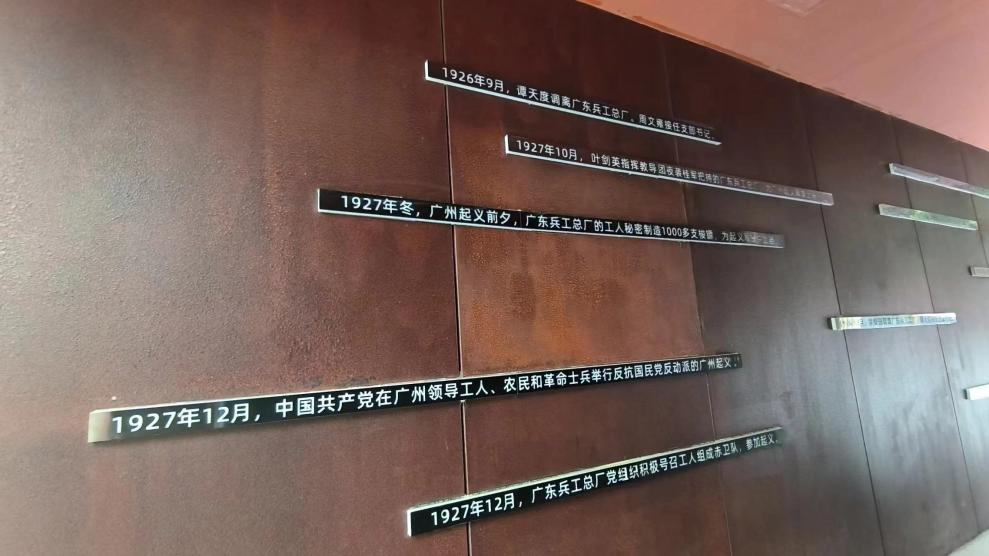 1926年9月，谭天度调离广东兵工总厂。周文雍接任支部书记。
1927年10月，叶剑英指挥教导团收缴桂军把持的广东兵工总厂，
1927年冬，广州起义前夕，广东兵工总厂的工人秘密制造1000多支梭镖，为起义
1927年12月，中国共产党在广州领导工人、农民和革命士兵举行反抗国民党反动派的广州起义。
1927年12月，广东兵工总厂党组织积极号召工人组成赤卫队，参加起义。